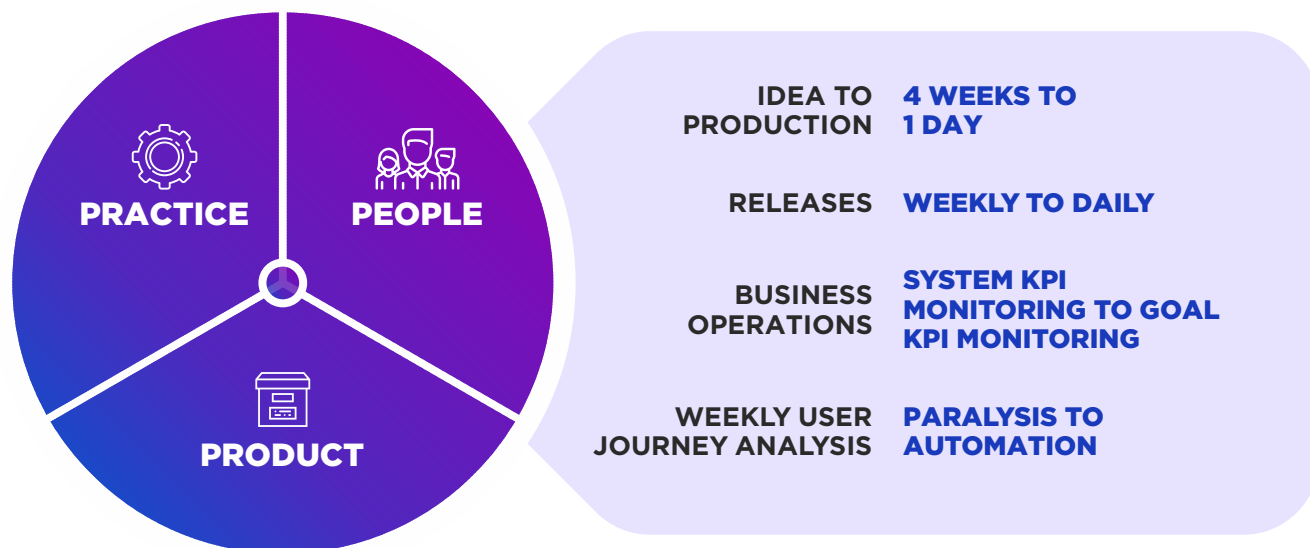 PRACTICE
PEOPLE
PRODUCT
IDEA TO
PRODUCTION
4 WEEKS TO
1 DAY
RELEASES
WEEKLY TO DAILY
BUSINESS
OPERATIONS
SYSTEM KPI
MONITORING TO GOAL
KPI MONITORING
WEEKLY USER
JOURNEY ANALYSIS
PARALYSIS TO
AUTOMATION